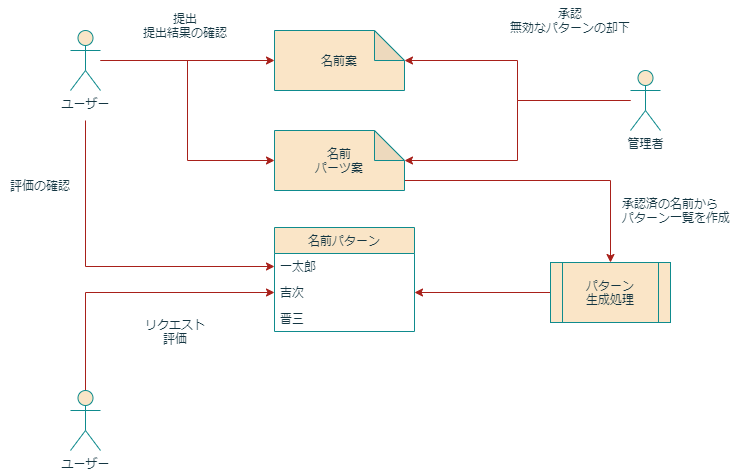 提出
提出結果の確認
承認
無効なパターンの却下
名前案
ユーザー
管理者
名前
パーツ案
評価の確認
承認済の名前から
パターン一覧を作成
名前パターン
一太郎
吉次
晋三
パターン
生成処理
リクエスト
評価
ユーザー